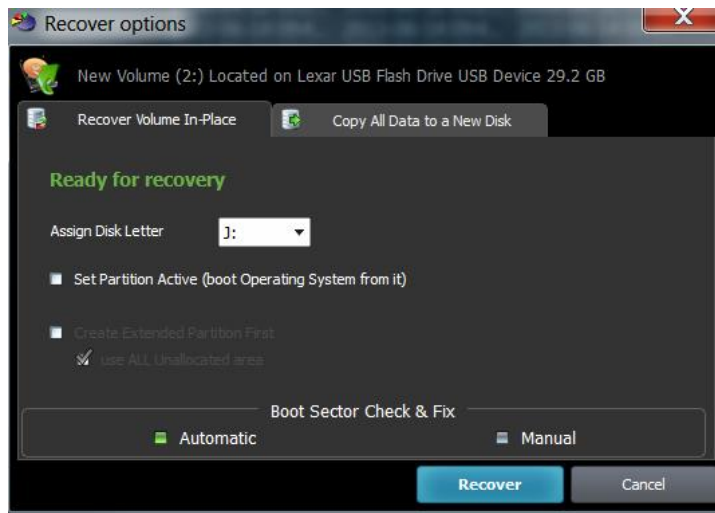 Recover options
X
New Volume (2:) Located on Lexar USB Flash Drive USB Device 29.2 GB
Recover Volume In-Place
Copy All Data to a New Disk
Ready for recovery
Assign Disk Letter J:
Set Partition Active (boot Operating System from it)
Create Extended Partition First
use ALL Unallocated area
Boot Sector Check & Fix
Automatic Manual
Recover Cancel